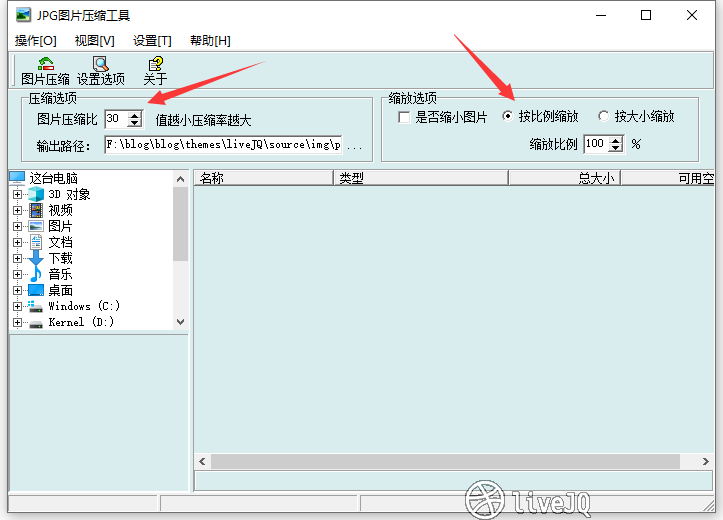 JPG图片压缩工具
操作[O] 视图[V] 设置[T] 帮助[H]
图片压缩 设置选项 关于
压缩选项
图片压缩比 30 值越小压缩率越大
输出路径: F:\blog\blog\themes\liveJQ\source\img\p ...
缩放选项
是否缩小图片 按比例缩放 按大小缩放
缩放比例 100 %
这台电脑
3D 对象
视频
图片
文档
下载
音乐
桌面
Windows (C:)
Kernel (D:)
名称 类型 总大小 可用空
liveJQ